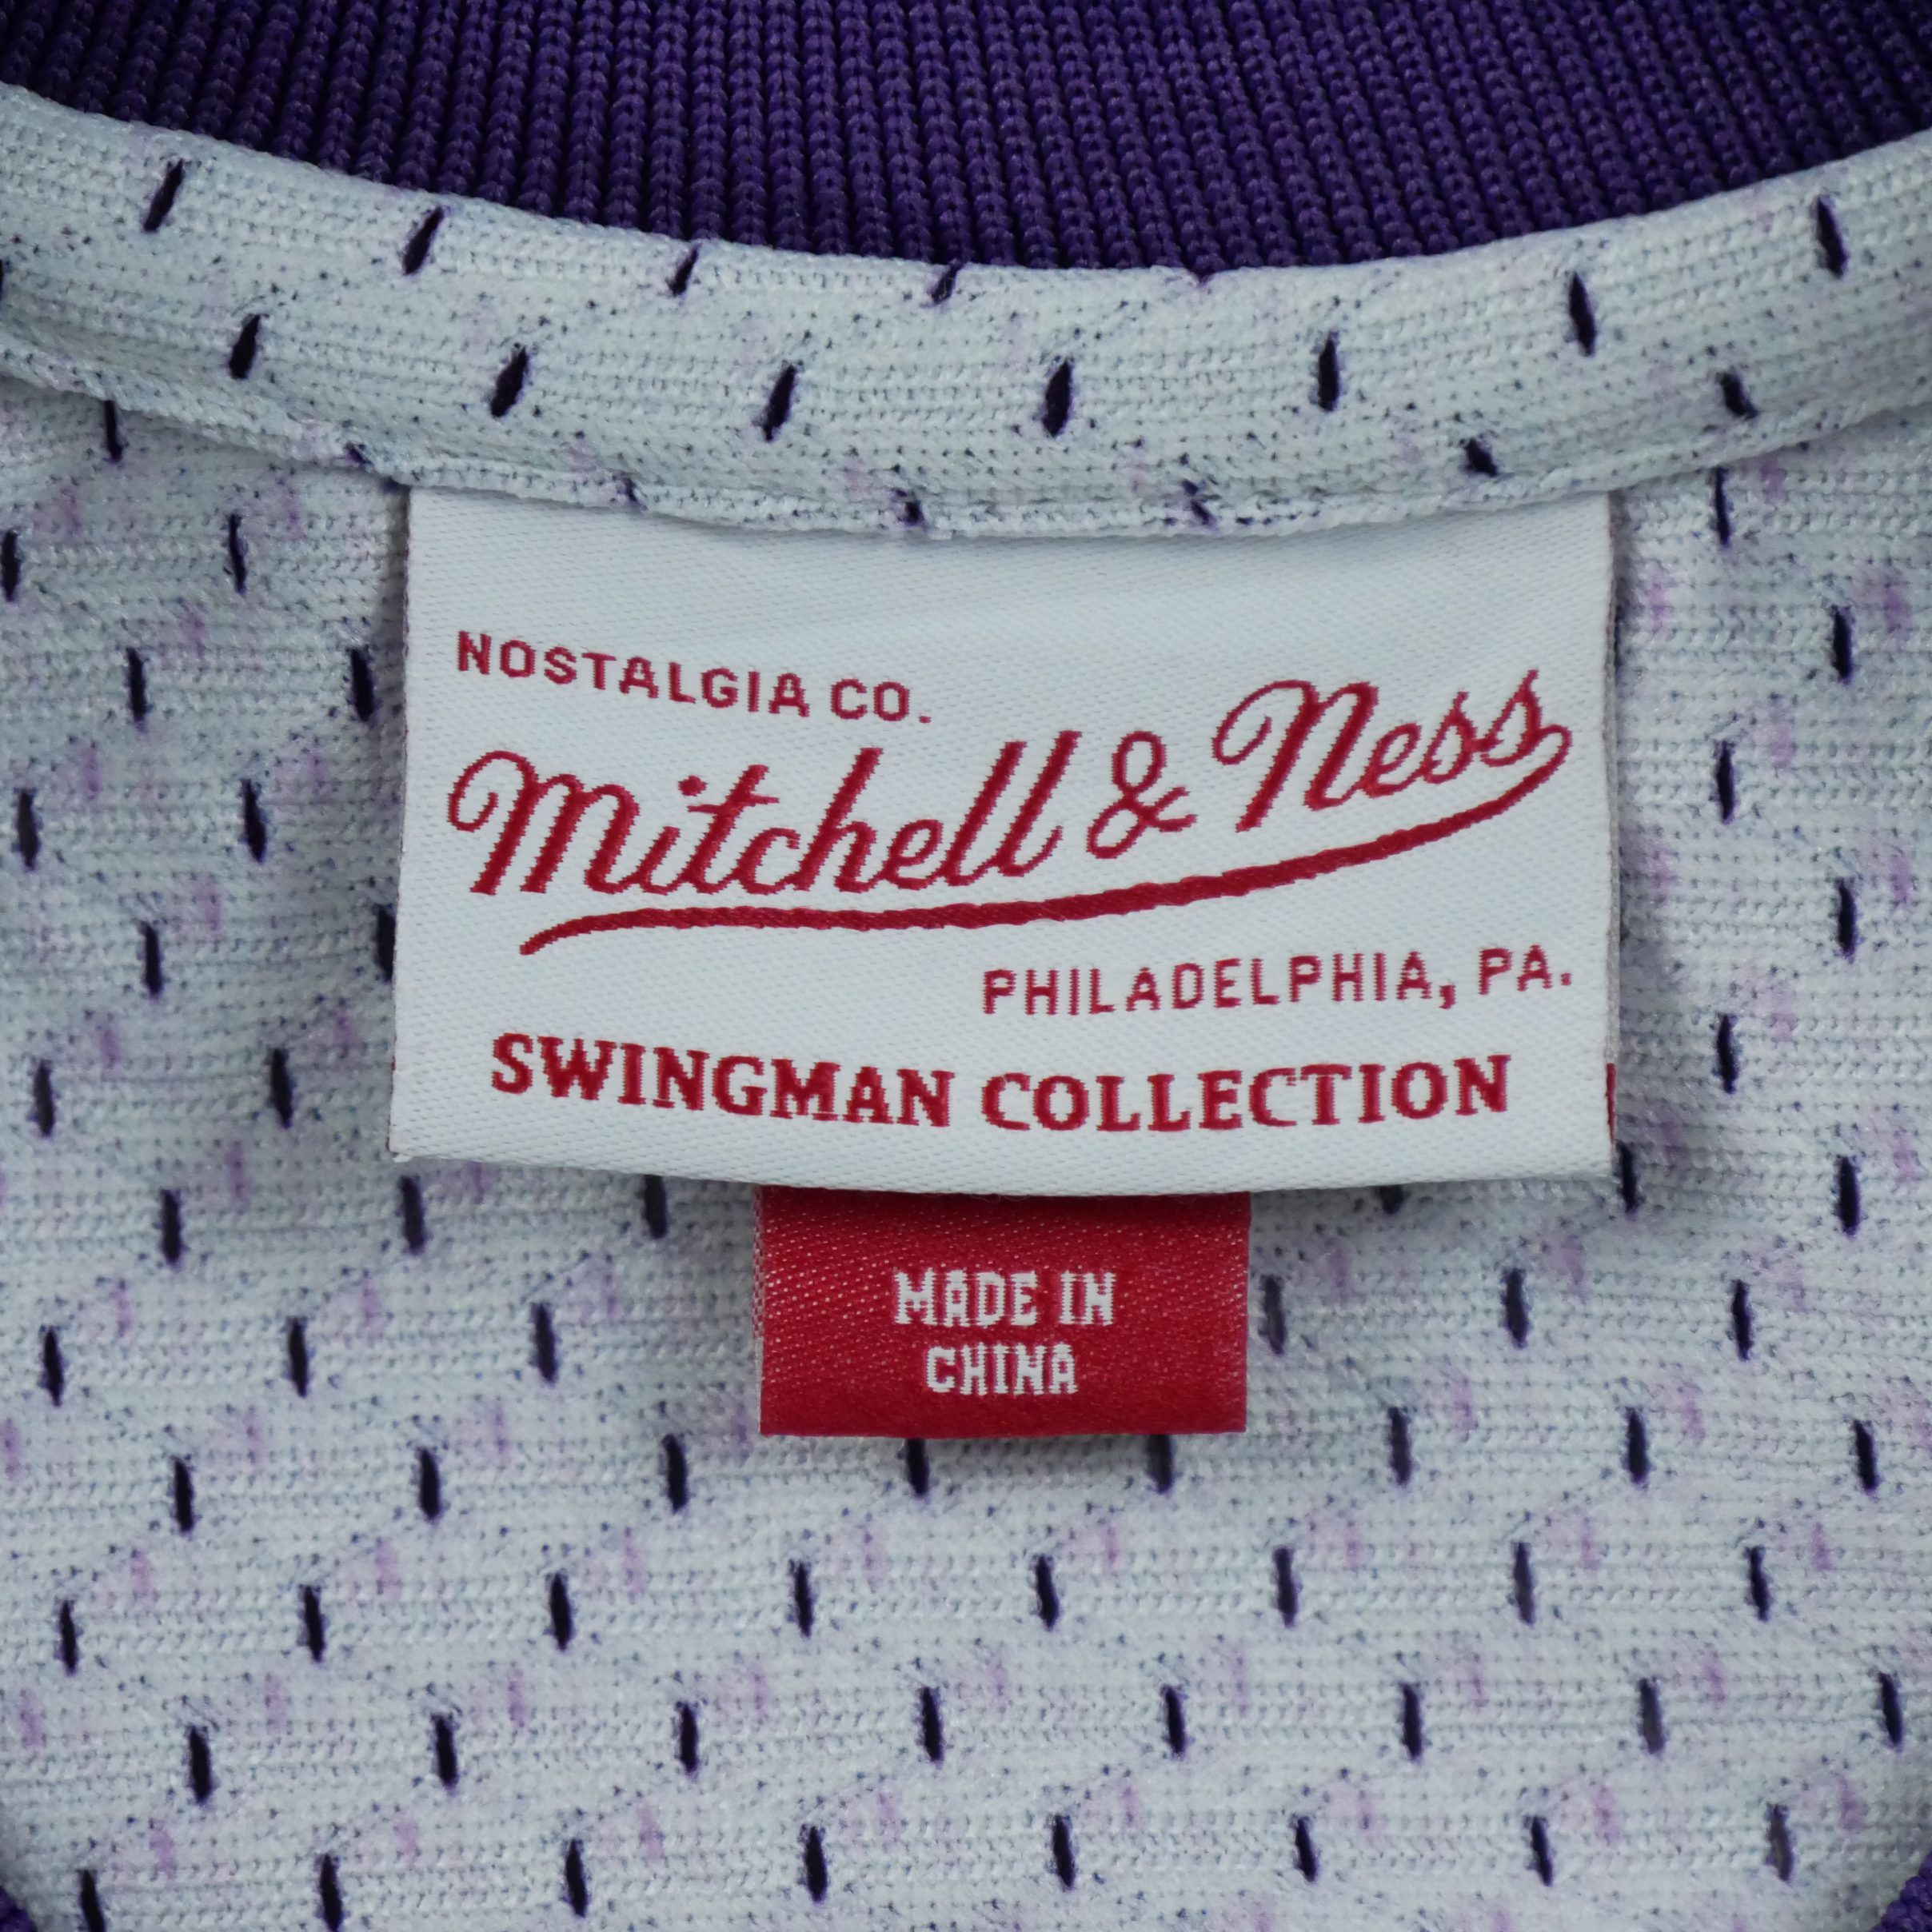 NOSTALGIA CO.
Mitchell & Ness
PHILADELPHIA, PA.
SWINGMAN COLLECTION
MADE IN
CHINA